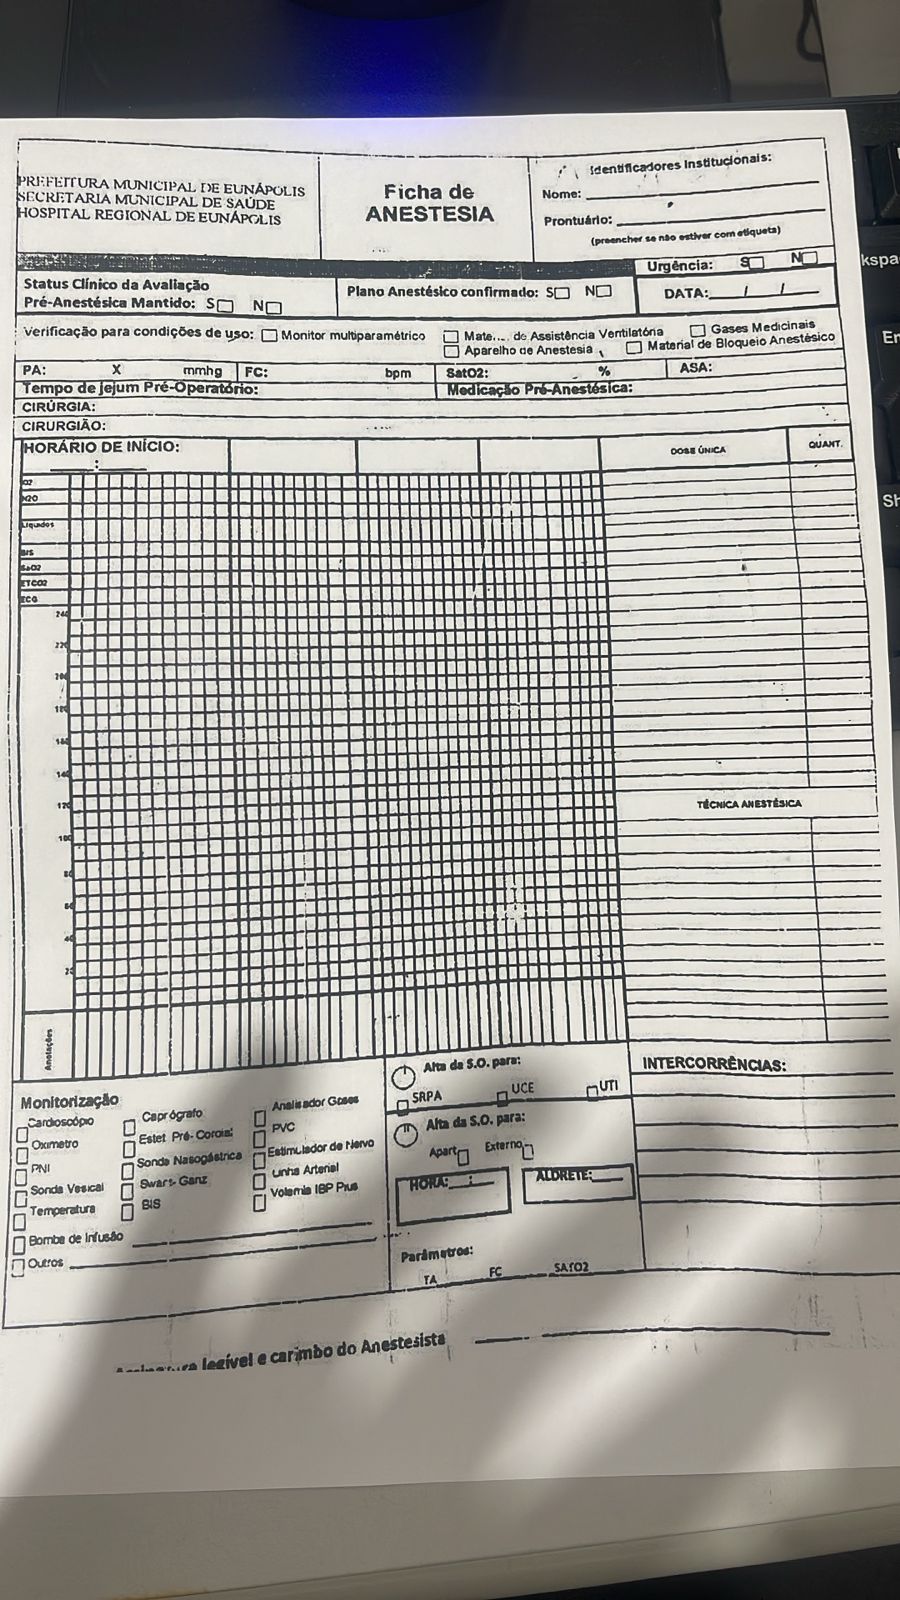 PREFEITURA MUNICIPAL DE EUNÁPOLIS
SECRETARIA MUNICIPAL DE SAÚDE
HOSPITAL REGIONAL DE EUNÁPOLIS
Ficha de
ANESTESIA
Identificadores Institucionais:
Nome:
Prontuário:
(preencher se não estiver com etiqueta)
Urgência: S N
Status Clínico da Avaliação
Pré-Anestésica Mantido: S N
Plano Anestésico confirmado: S N
DATA: / /
Verificação para condições de uso: Monitor multiparamétrico
de Assistência Ventilatória
Gases Medicinais
Aparelho de Anestesia
Material de Bloqueio Anestésico
PA: X mmhg FC: bpm SatO2: % ASA:
Tempo de jejum Pré-Operatório: Medicação Pré-Anestésica:
CIRÚRGIA:
CIRURGIÃO:
HORÁRIO DE INÍCIO:
:
DOSE ÚNICA
QUANT.
O2
N2O
Líquidos
BIS
SaO2
ETCO2
ECG
240
220
200
180
160
140
120
100
80
60
40
20
TÉCNICA ANESTÉSICA
Anotações
Monitorização
Cardioscópio
Oxímetro
PNI
Sonda Vesical
Temperatura
Bomba de Infusão
Outros
Caprógrafo
Estet. Pré-Cordial
Sonda Nasogástrica
Swart-Ganz
BIS
Analisador Gases
PVC
Estimulador de Nervo
Linha Arterial
Volemia IBP Plus
I Alta da S.O. para:
SRPA UCE UTI
II Alta da S.O. para:
Apart Externo
HORA: : ALDRETE:
Parâmetros:
TA FC SATO2
INTERCORRÊNCIAS:
legível e carimbo do Anestesista
kspa
En
Sh